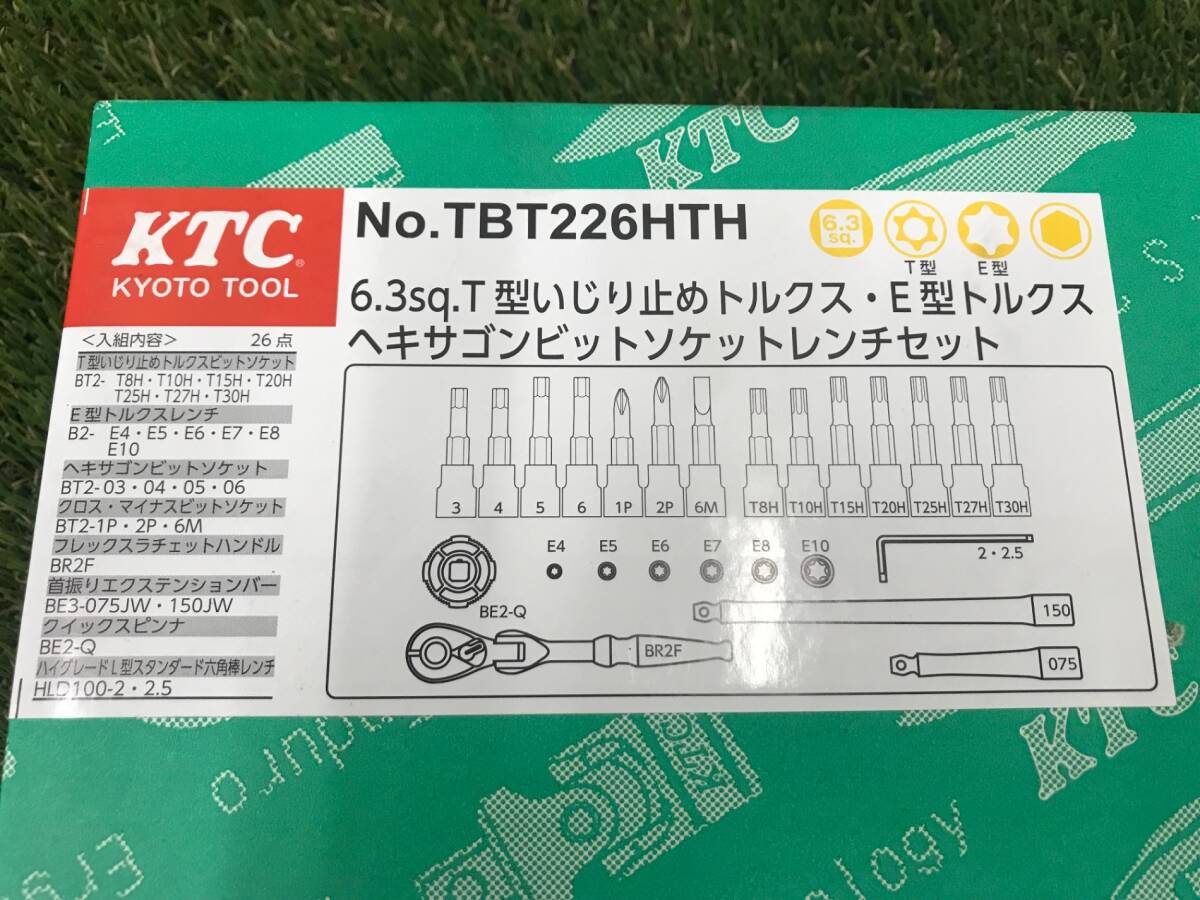 KTC
KTC®
KYOTO TOOL
No.TBT226HTH
6.3
sq.
T型
E型
6.3sq.T型いじり止めトルクス・E型トルクス
ヘキサゴンビットソケットレンチセット
<入組内容> 26点
T型いじり止めトルクスビットソケット
BT2- T8H・T10H・T15H・T20H
T25H・T27H・T30H
E型トルクスレンチ
B2- E4・E5・E6・E7・E8
E10
ヘキサゴンビットソケット
BT2-03・04・05・06
クロス・マイナスビットソケット
BT2-1P・2P・6M
フレックスラチェットハンドル
BR2F
首振りエクステンションバー
BE3-075JW・150JW
クイックスピンナ
BE2-Q
ハイグレードL型スタンダード六角棒レンチ
HLD100-2・2.5
3 4 5 6 1P 2P 6M T8H T10H T15H T20H T25H T27H T30H
E4 E5 E6 E7 E8 E10
2・2.5
BE2-Q
150
BR2F
075
KTC